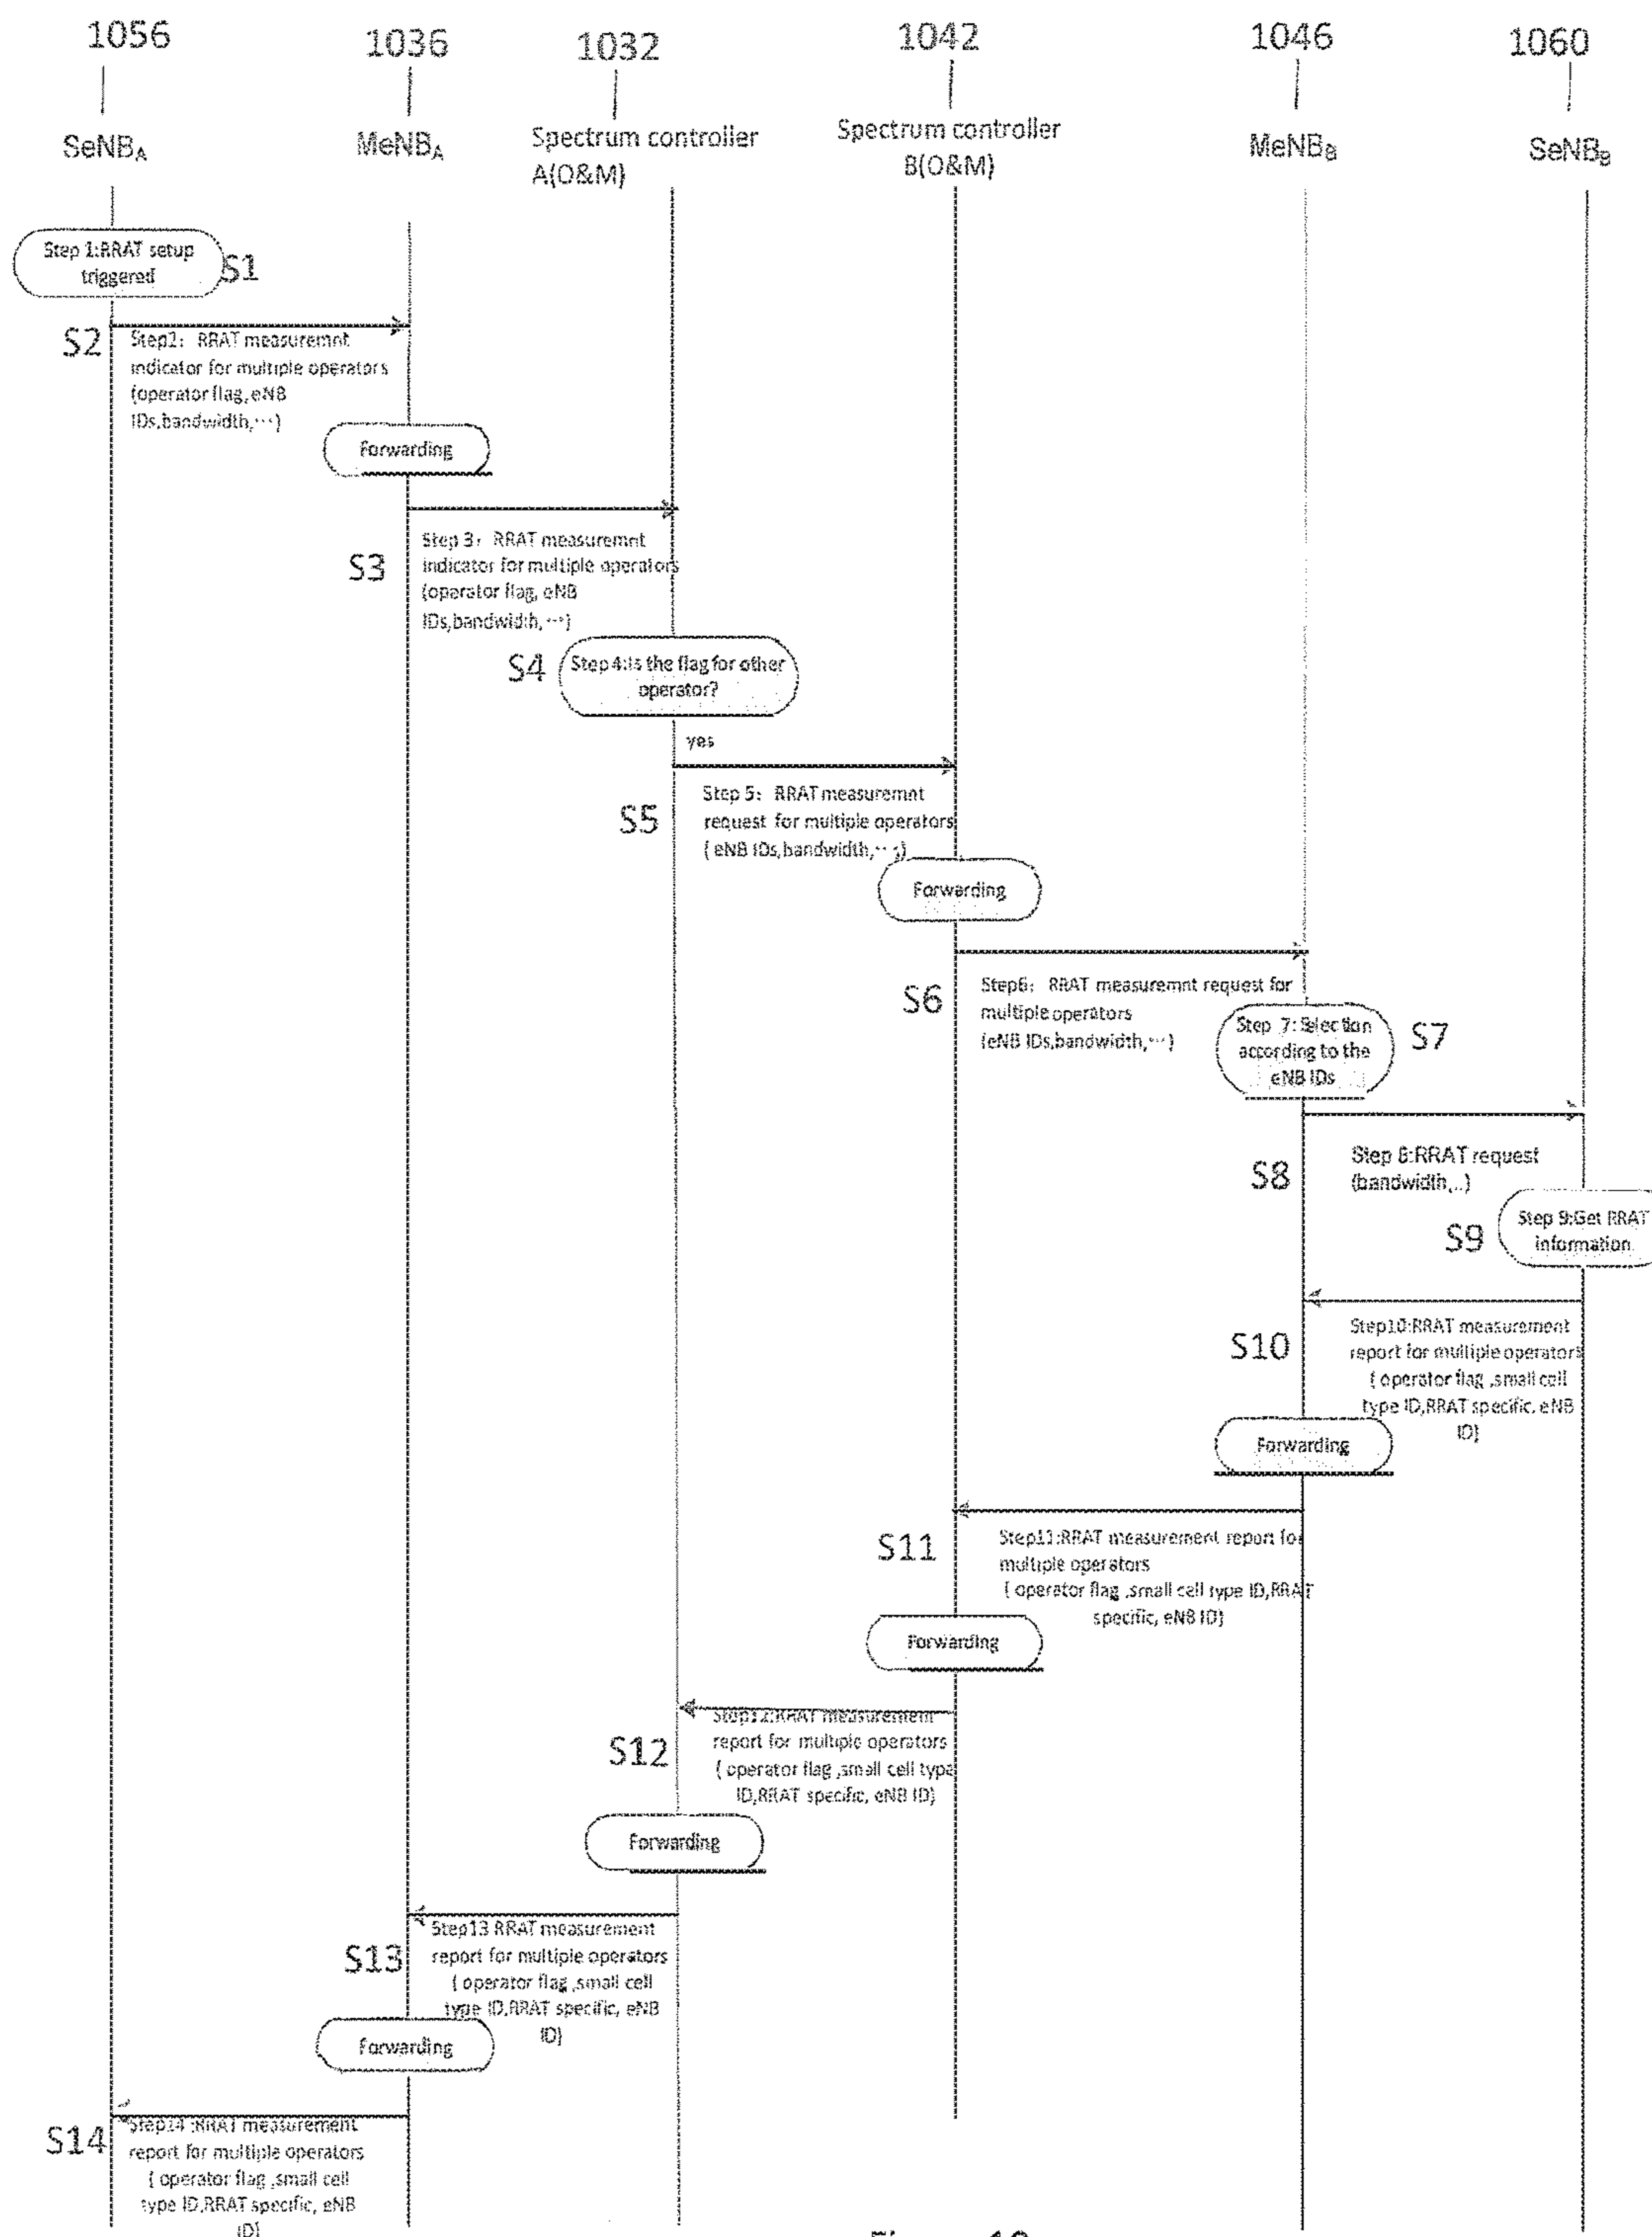 1056
1036
1032
1042
1046
1060
SeNBA
MeNBA
Spectrum controller
A(O&M)
Spectrum controller
B(O&M)
MeNBB
SeNBB
Step 1:RRAT setup
triggered
S1
S2
Step2: RRAT measuremnt
indicator for multiple operators
(operator flag,eNB
IDs,bandwidth,···)
Forwarding
S3
Step 3: RRAT measuremnt
indicator for multiple operators
(operator flag, eNB
IDs,bandwidth,···)
S4
Step 4:Is the flag for other
operator?
yes
S5
Step 5: RRAT measuremnt
request for multiple operators
( eNB IDs,bandwidth,···)
Forwarding
S6
Step6: RRAT measuremnt request for
multiple operators
(eNB IDs,bandwidth,···)
Step 7:Selection
according to the
eNB IDs
S7
S8
Step 8:RRAT request
(bandwidth,..)
S9
Step 9:Get RRAT
information
S10
Step10:RRAT measurement
report for multiple operators
( operator flag ,small cell
type ID,RRAT specific, eNB
ID)
Forwarding
S11
Step11:RRAT measurement report for
multiple operators
( operator flag ,small cell type ID,RRAT
specific, eNB ID)
Forwarding
S12
Step12:RRAT measurement
report for multiple operators
( operator flag ,small cell type
ID,RRAT specific, eNB ID)
Forwarding
S13
Step13 RRAT measurement
report for multiple operators
( operator flag ,small cell
type ID,RRAT specific, eNB
ID)
Forwarding
S14
Step14 :RRAT measurement
report for multiple operators
( operator flag ,small cell
type ID,RRAT specific, eNB
ID)